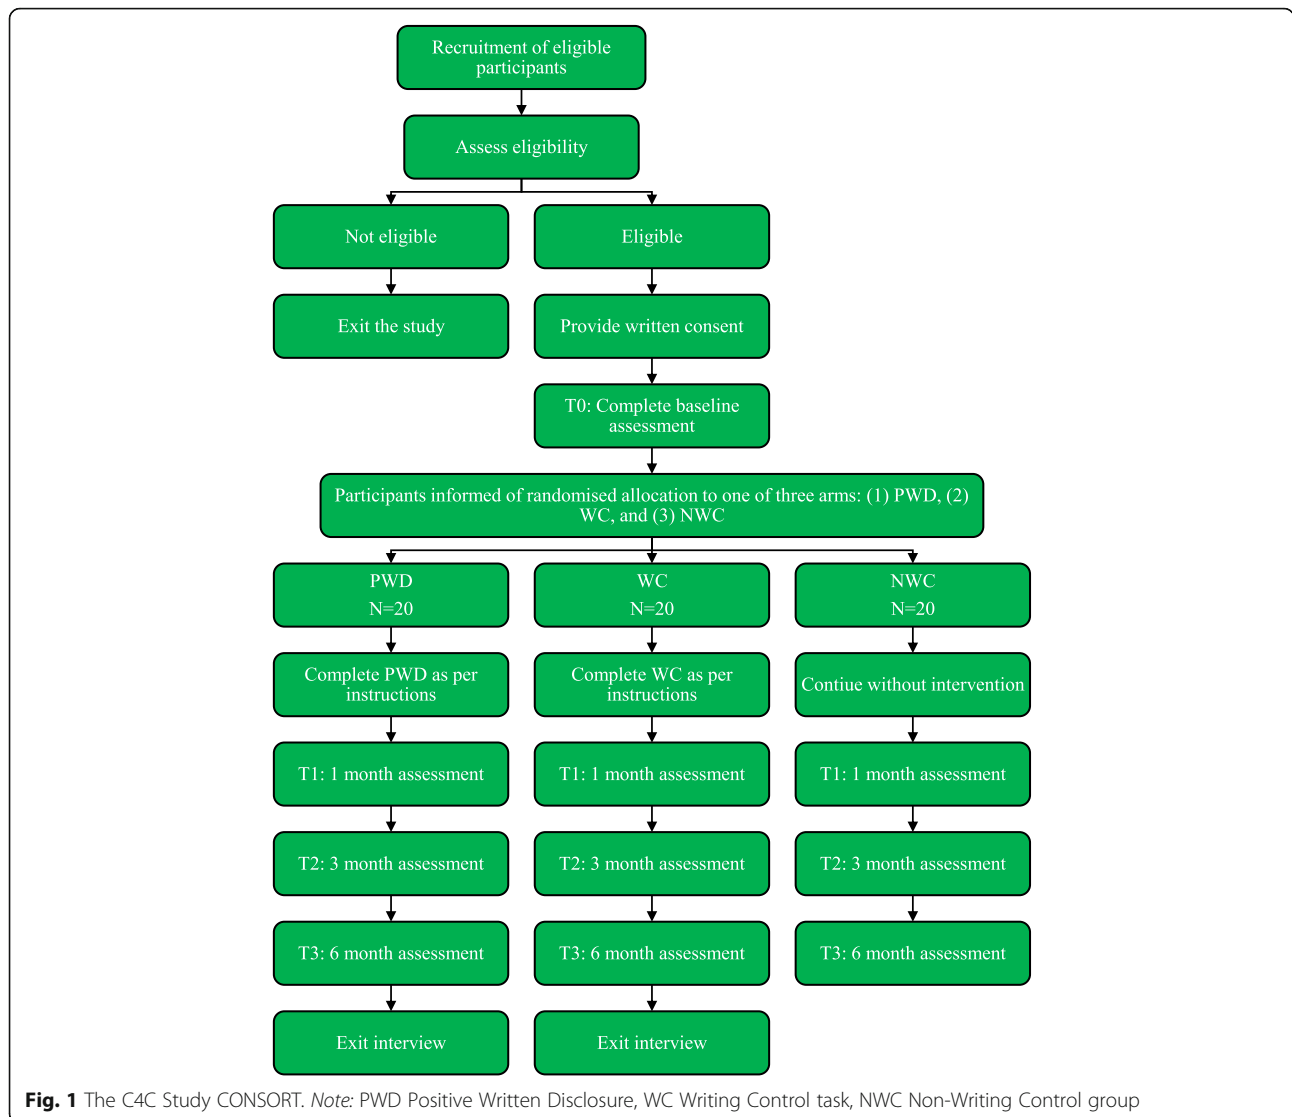 Recruitment of eligible
participants
Assess eligibility
Not eligible
Eligible
Exit the study
Provide written consent
T0: Complete baseline
assessment
Participants informed of randomised allocation to one of three arms: (1) PWD, (2)
WC, and (3) NWC
PWD
N=20
WC
N=20
NWC
N=20
Complete PWD as per
instructions
Complete WC as per
instructions
Contiue without intervention
T1: 1 month assessment
T1: 1 month assessment
T1: 1 month assessment
T2: 3 month assessment
T2: 3 month assessment
T2: 3 month assessment
T3: 6 month assessment
T3: 6 month assessment
T3: 6 month assessment
Exit interview
Exit interview
Fig. 1 The C4C Study CONSORT. Note: PWD Positive Written Disclosure, WC Writing Control task, NWC Non-Writing Control group